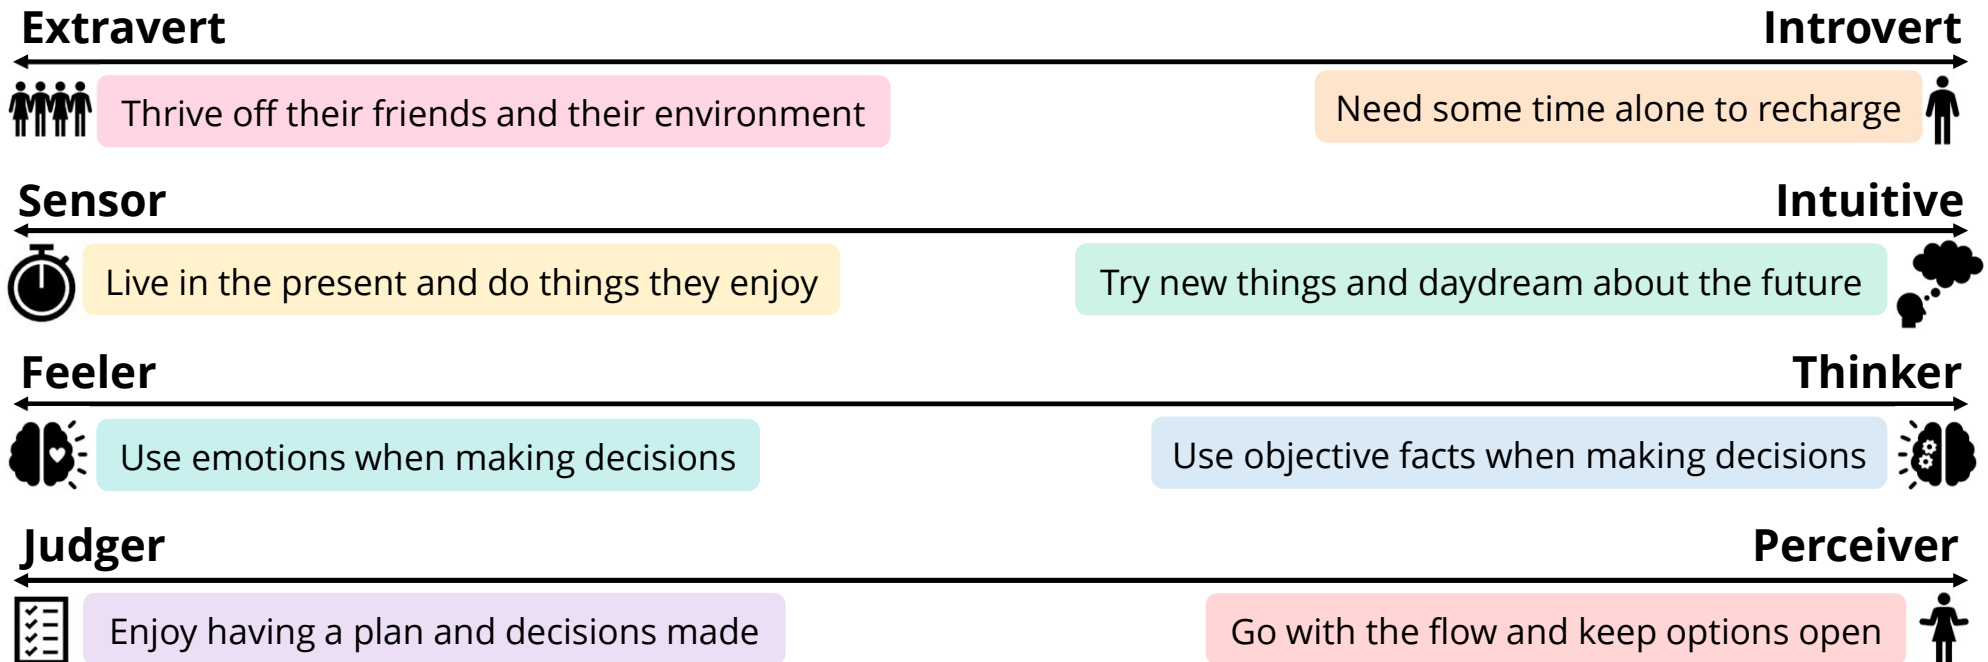 Extravert
Introvert
Thrive off their friends and their environment
Need some time alone to recharge
Sensor
Intuitive
Live in the present and do things they enjoy
Try new things and daydream about the future
Feeler
Thinker
Use emotions when making decisions
Use objective facts when making decisions
Judger
Perceiver
Enjoy having a plan and decisions made
Go with the flow and keep options open